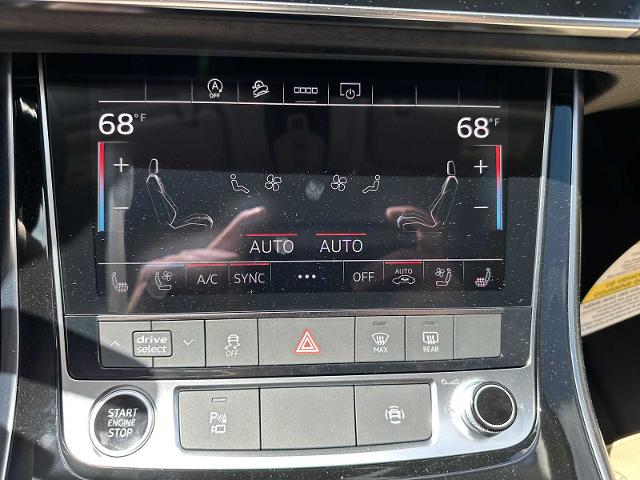 A
OFF
68°F
68°F
+
+
−
−
AUTO AUTO
A/C SYNC ••• OFF AUTO
drive
select
OFF
MAX
REAR
START
ENGINE
STOP
P